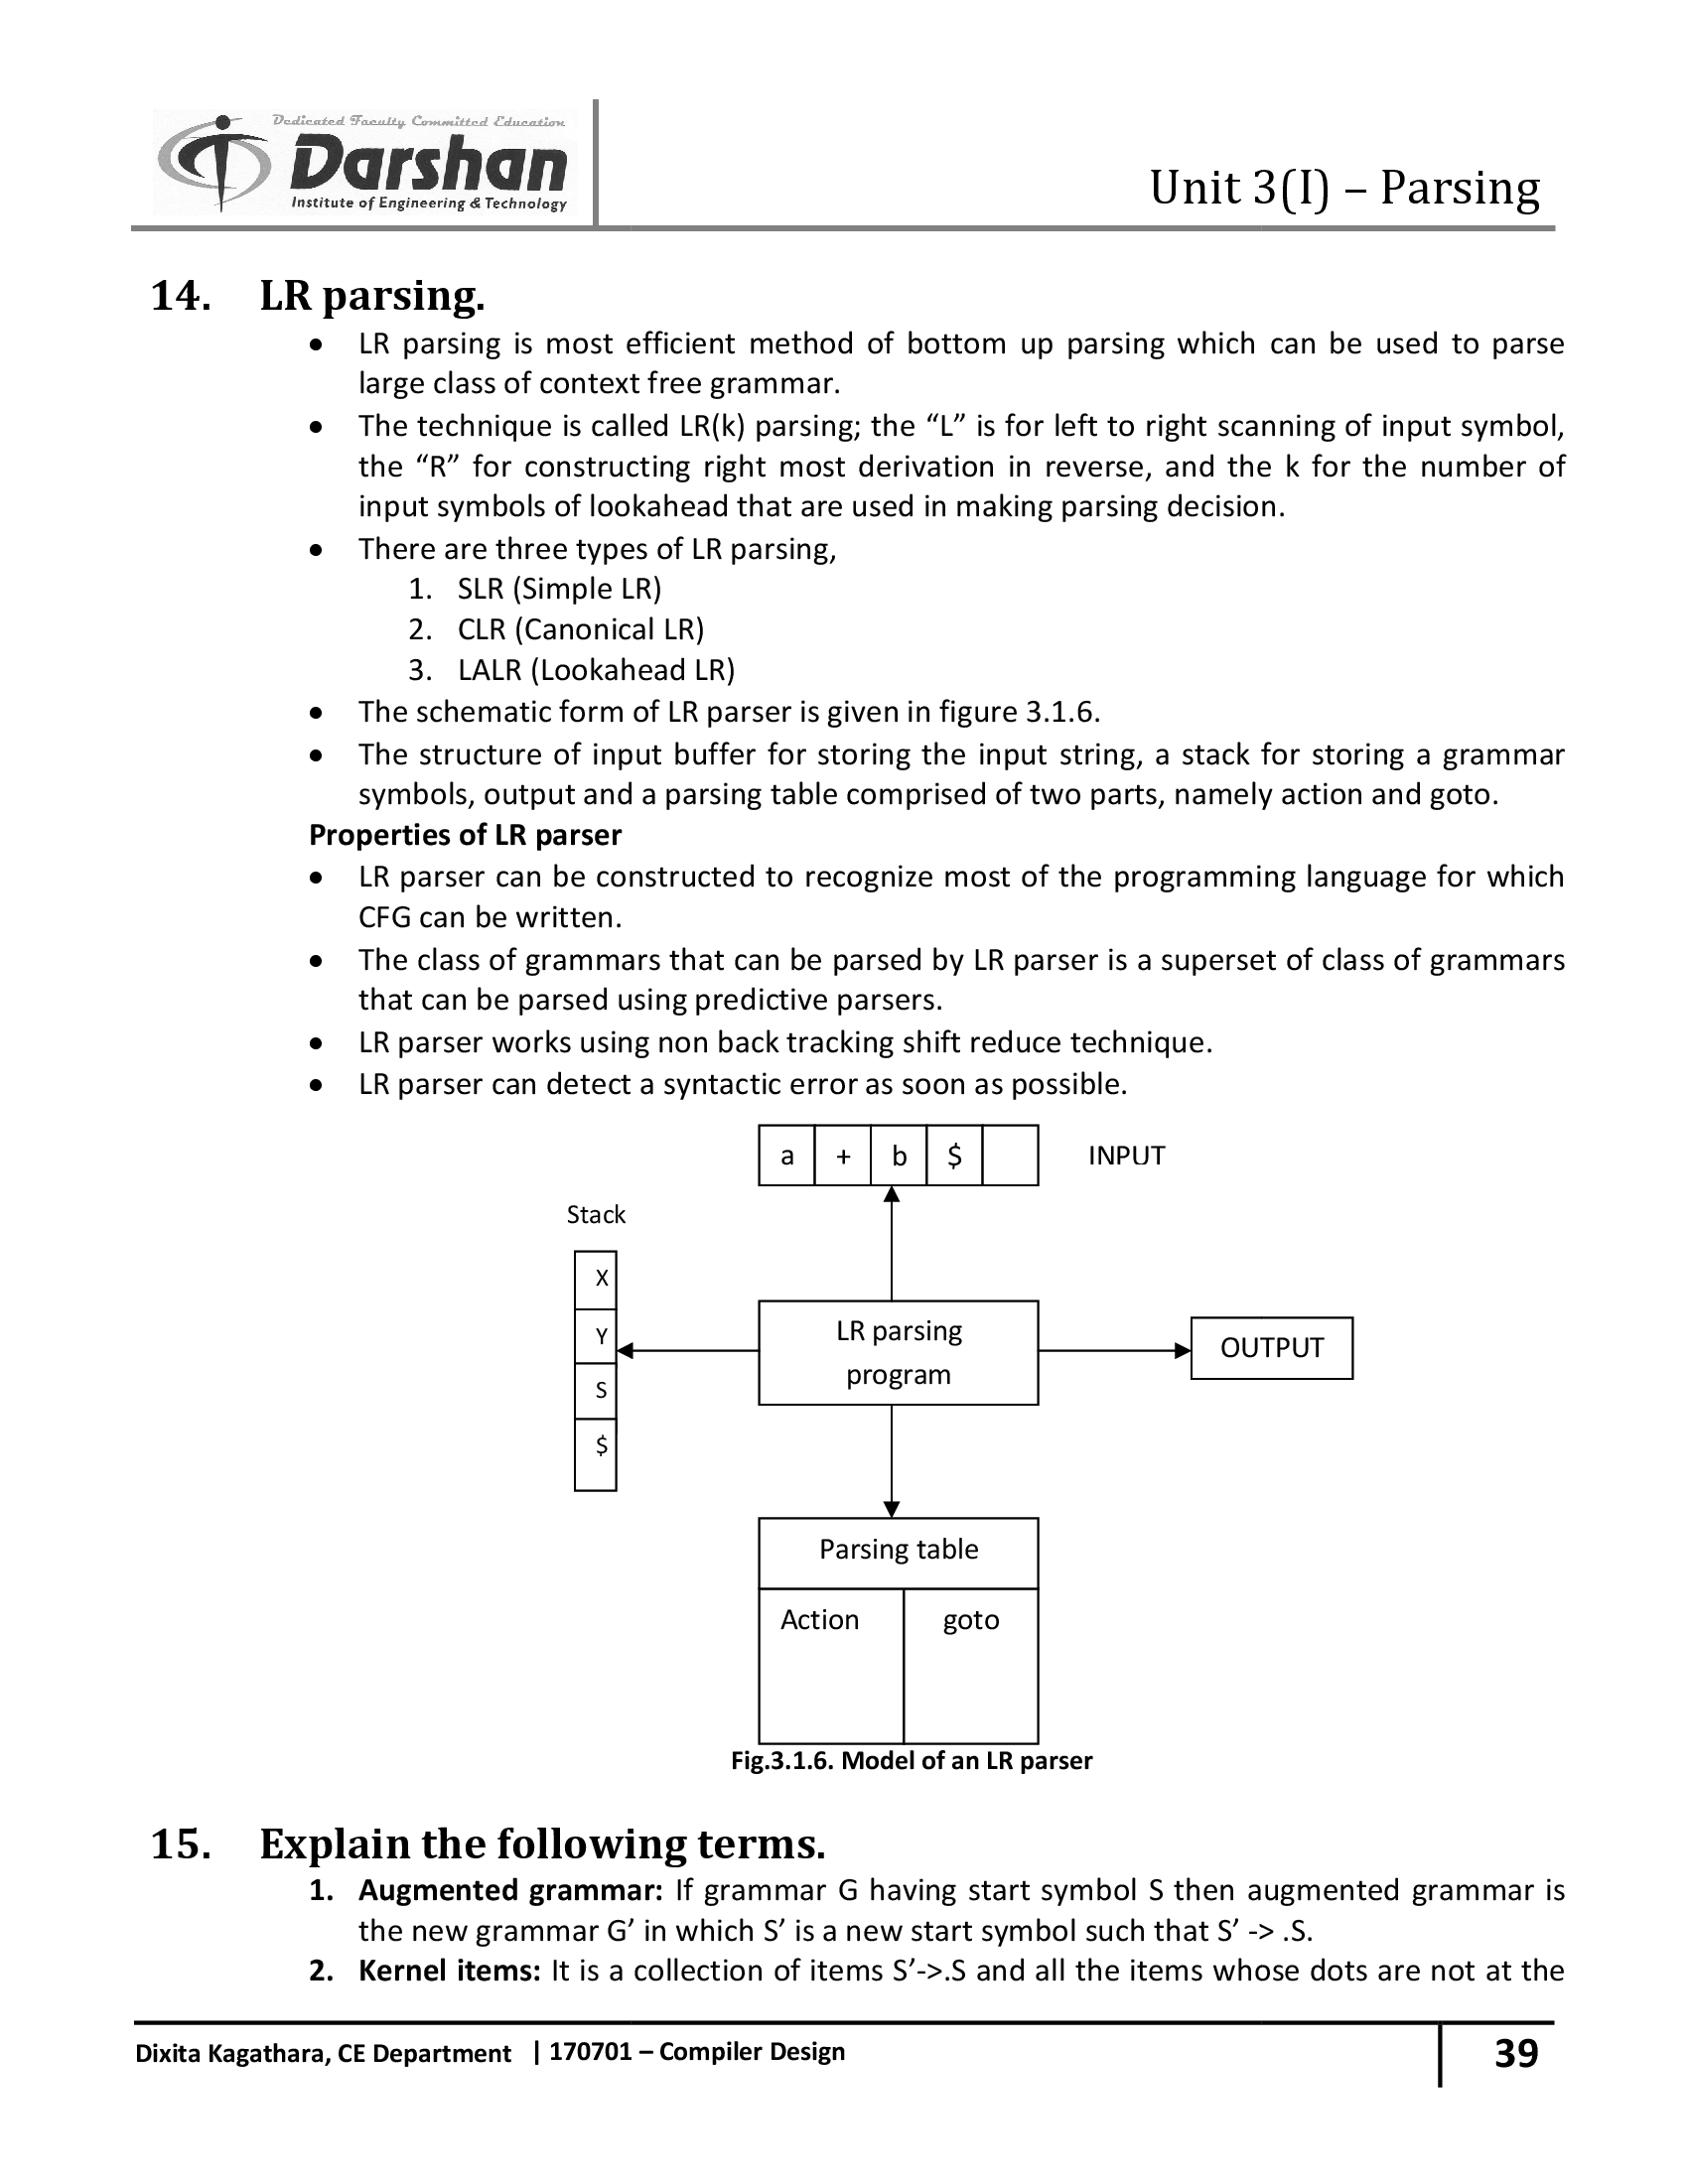 Dedicated Faculty Committed Education
Darshan
Institute of Engineering & Technology
Unit 3(I) – Parsing
14. LR parsing.
• LR parsing is most efficient method of bottom up parsing which can be used to parse
large class of context free grammar.
• The technique is called LR(k) parsing; the “L” is for left to right scanning of input symbol,
the “R” for constructing right most derivation in reverse, and the k for the number of
input symbols of lookahead that are used in making parsing decision.
• There are three types of LR parsing,
1. SLR (Simple LR)
2. CLR (Canonical LR)
3. LALR (Lookahead LR)
• The schematic form of LR parser is given in figure 3.1.6.
• The structure of input buffer for storing the input string, a stack for storing a grammar
symbols, output and a parsing table comprised of two parts, namely action and goto.
Properties of LR parser
• LR parser can be constructed to recognize most of the programming language for which
CFG can be written.
• The class of grammars that can be parsed by LR parser is a superset of class of grammars
that can be parsed using predictive parsers.
• LR parser works using non back tracking shift reduce technique.
• LR parser can detect a syntactic error as soon as possible.
a + b $ INPUT
Stack
X
Y
S
$
LR parsing
program
OUTPUT
Parsing table
Action goto
Fig.3.1.6. Model of an LR parser
15. Explain the following terms.
1. Augmented grammar: If grammar G having start symbol S then augmented grammar is
the new grammar G’ in which S’ is a new start symbol such that S’ -> .S.
2. Kernel items: It is a collection of items S’->.S and all the items whose dots are not at the
Dixita Kagathara, CE Department | 170701 – Compiler Design 39